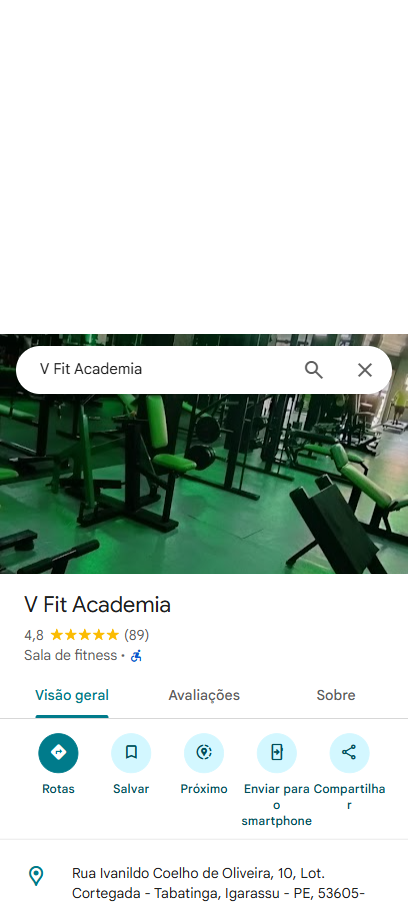 V Fit Academia
V Fit Academia
4,8 (89)
Sala de fitness •
Visão geral Avaliações Sobre
Rotas Salvar Próximo Enviar para Compartilha
o r
smartphone
Rua Ivanildo Coelho de Oliveira, 10, Lot.
Cortegada - Tabatinga, Igarassu - PE, 53605-